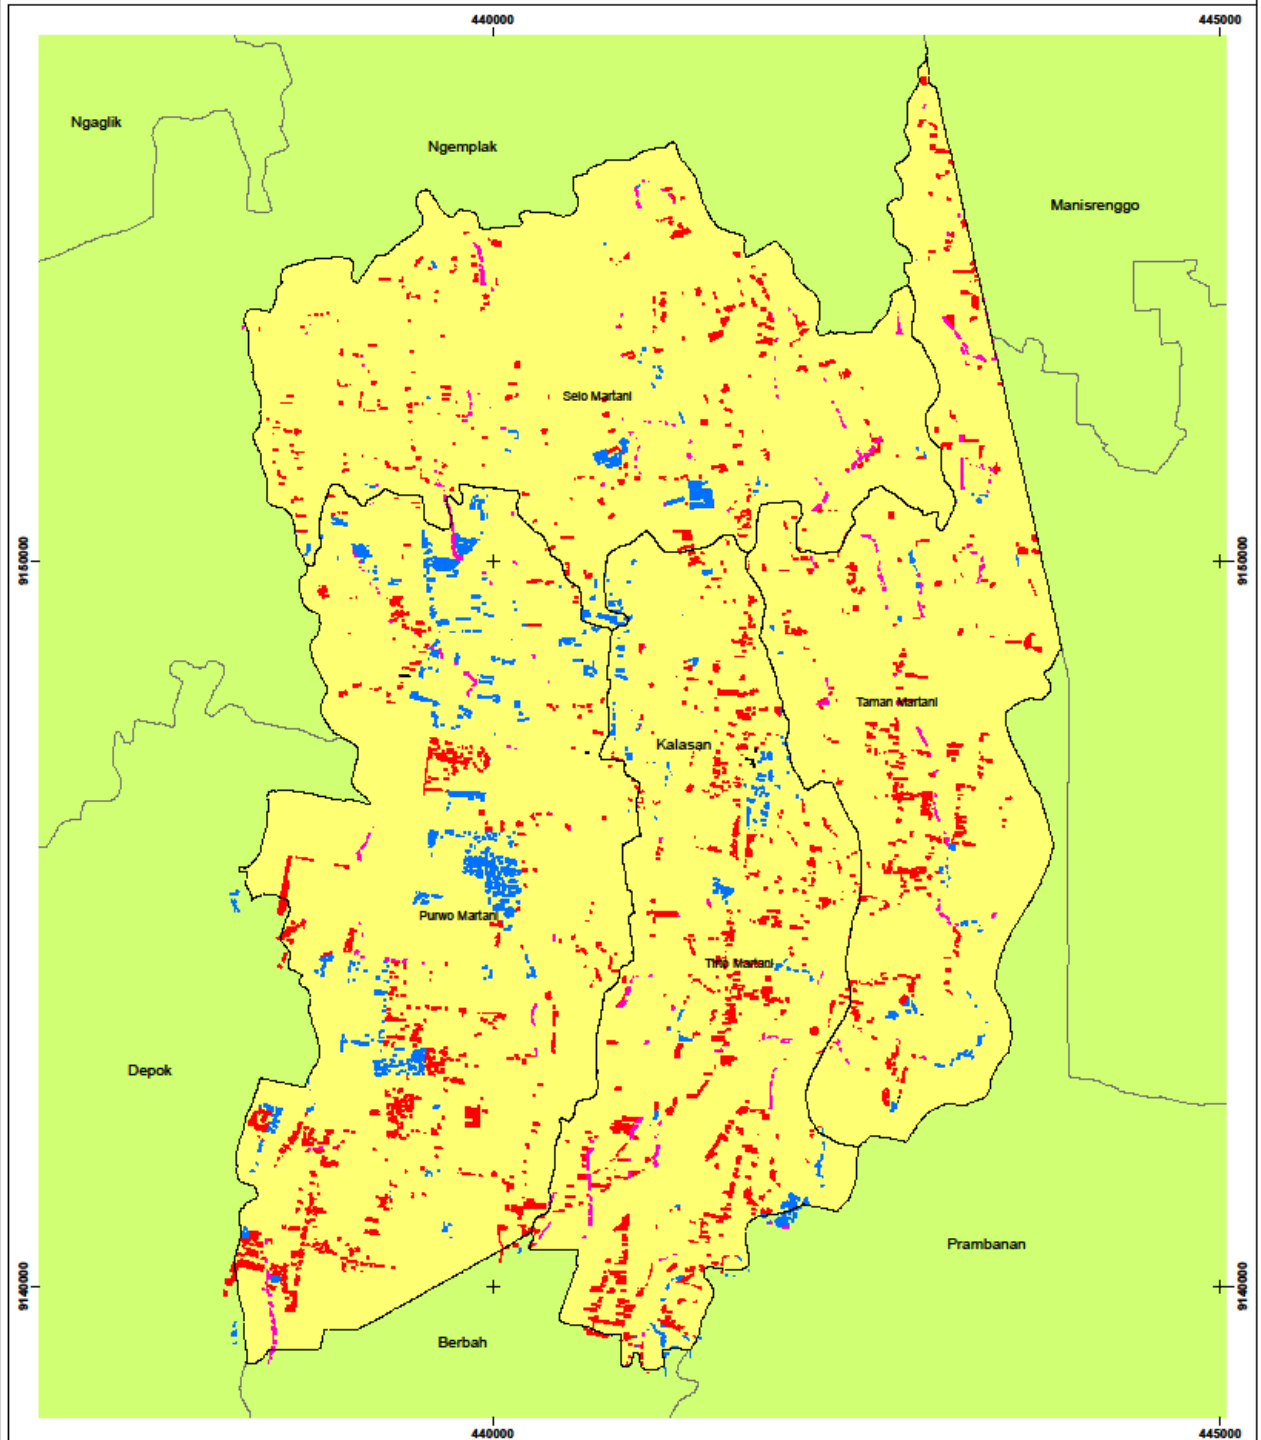 440000 445000
Ngaglik
Ngemplak
Manisrenggo
Selo Martani
9150000 9150000
Taman Martani
Kalasan
Purwo Martani
Tirto Martani
Depok
Prambanan
9140000 9140000
Berbah
440000 445000